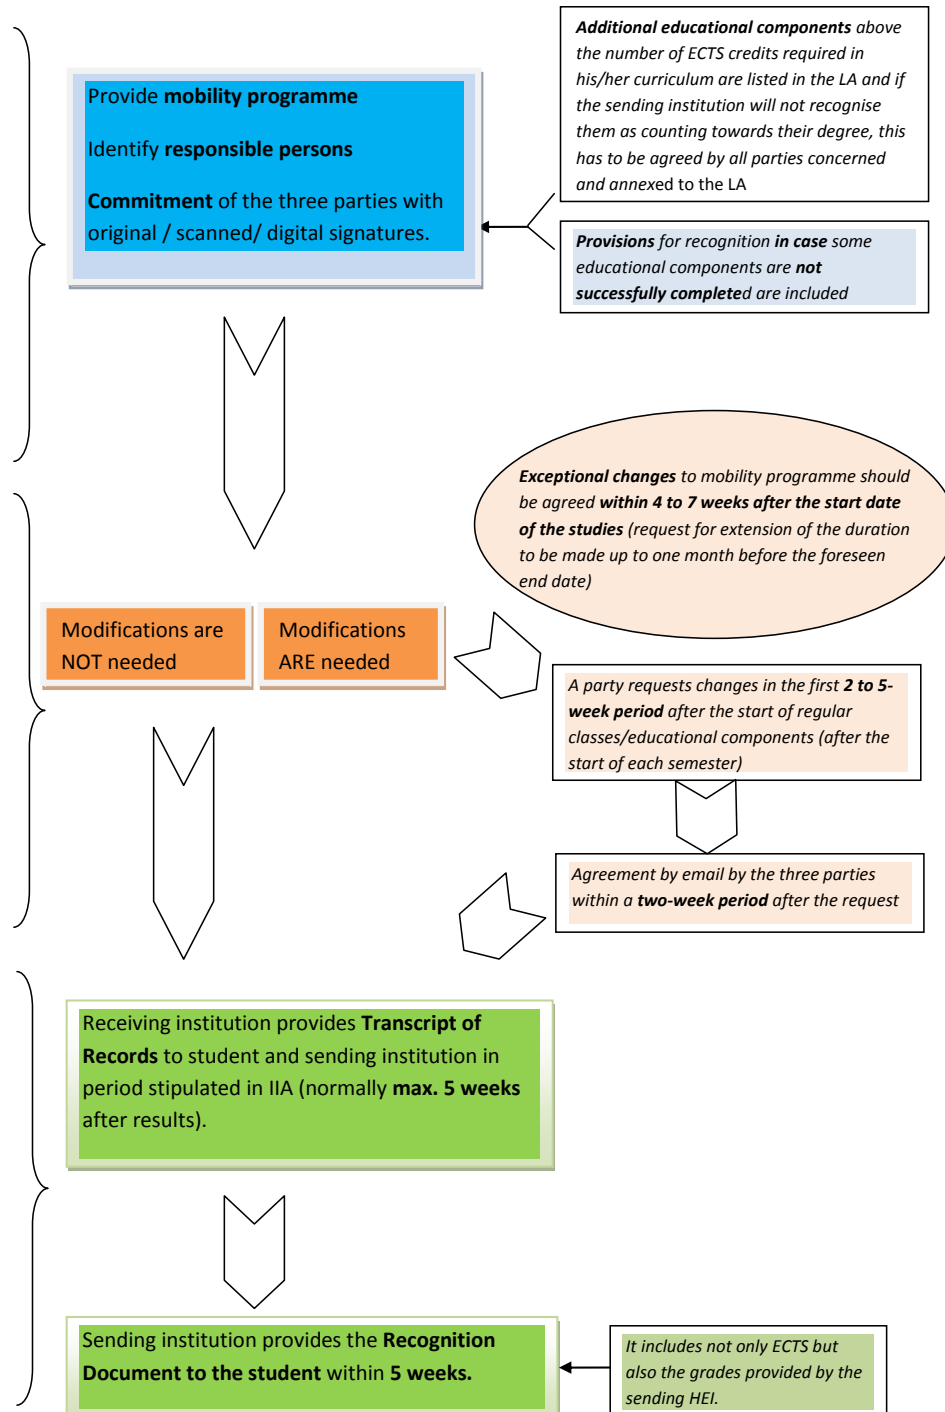 Additional educational components above
the number of ECTS credits required in
his/her curriculum are listed in the LA and if
the sending institution will not recognise
them as counting towards their degree, this
has to be agreed by all parties concerned
and annexed to the LA
Provide mobility programme
Identify responsible persons
Commitment of the three parties with
original / scanned/ digital signatures.
Provisions for recognition in case some
educational components are not
successfully completed are included
Exceptional changes to mobility programme should
be agreed within 4 to 7 weeks after the start date
of the studies (request for extension of the duration
to be made up to one month before the foreseen
end date)
Modifications are
NOT needed
Modifications
ARE needed
A party requests changes in the first 2 to 5-
week period after the start of regular
classes/educational components (after the
start of each semester)
Agreement by email by the three parties
within a two-week period after the request
Receiving institution provides Transcript of
Records to student and sending institution in
period stipulated in IIA (normally max. 5 weeks
after results).
Sending institution provides the Recognition
Document to the student within 5 weeks.
It includes not only ECTS but
also the grades provided by the
sending HEI.